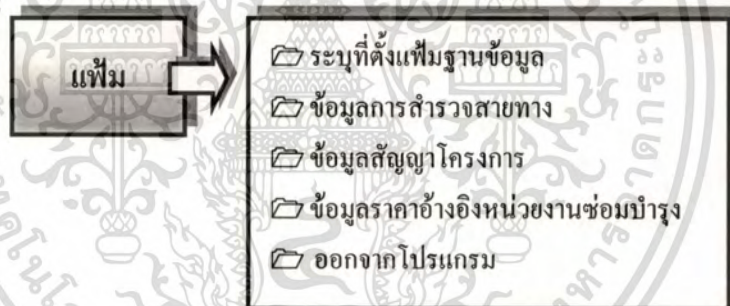 แฟ้ม
ระบุที่ตั้งแฟ้มฐานข้อมูล
ข้อมูลการสำรวจสายทาง
ข้อมูลสัญญาโครงการ
ข้อมูลราคาอ้างอิงหน่วยงานซ่อมบำรุง
ออกจากโปรแกรม